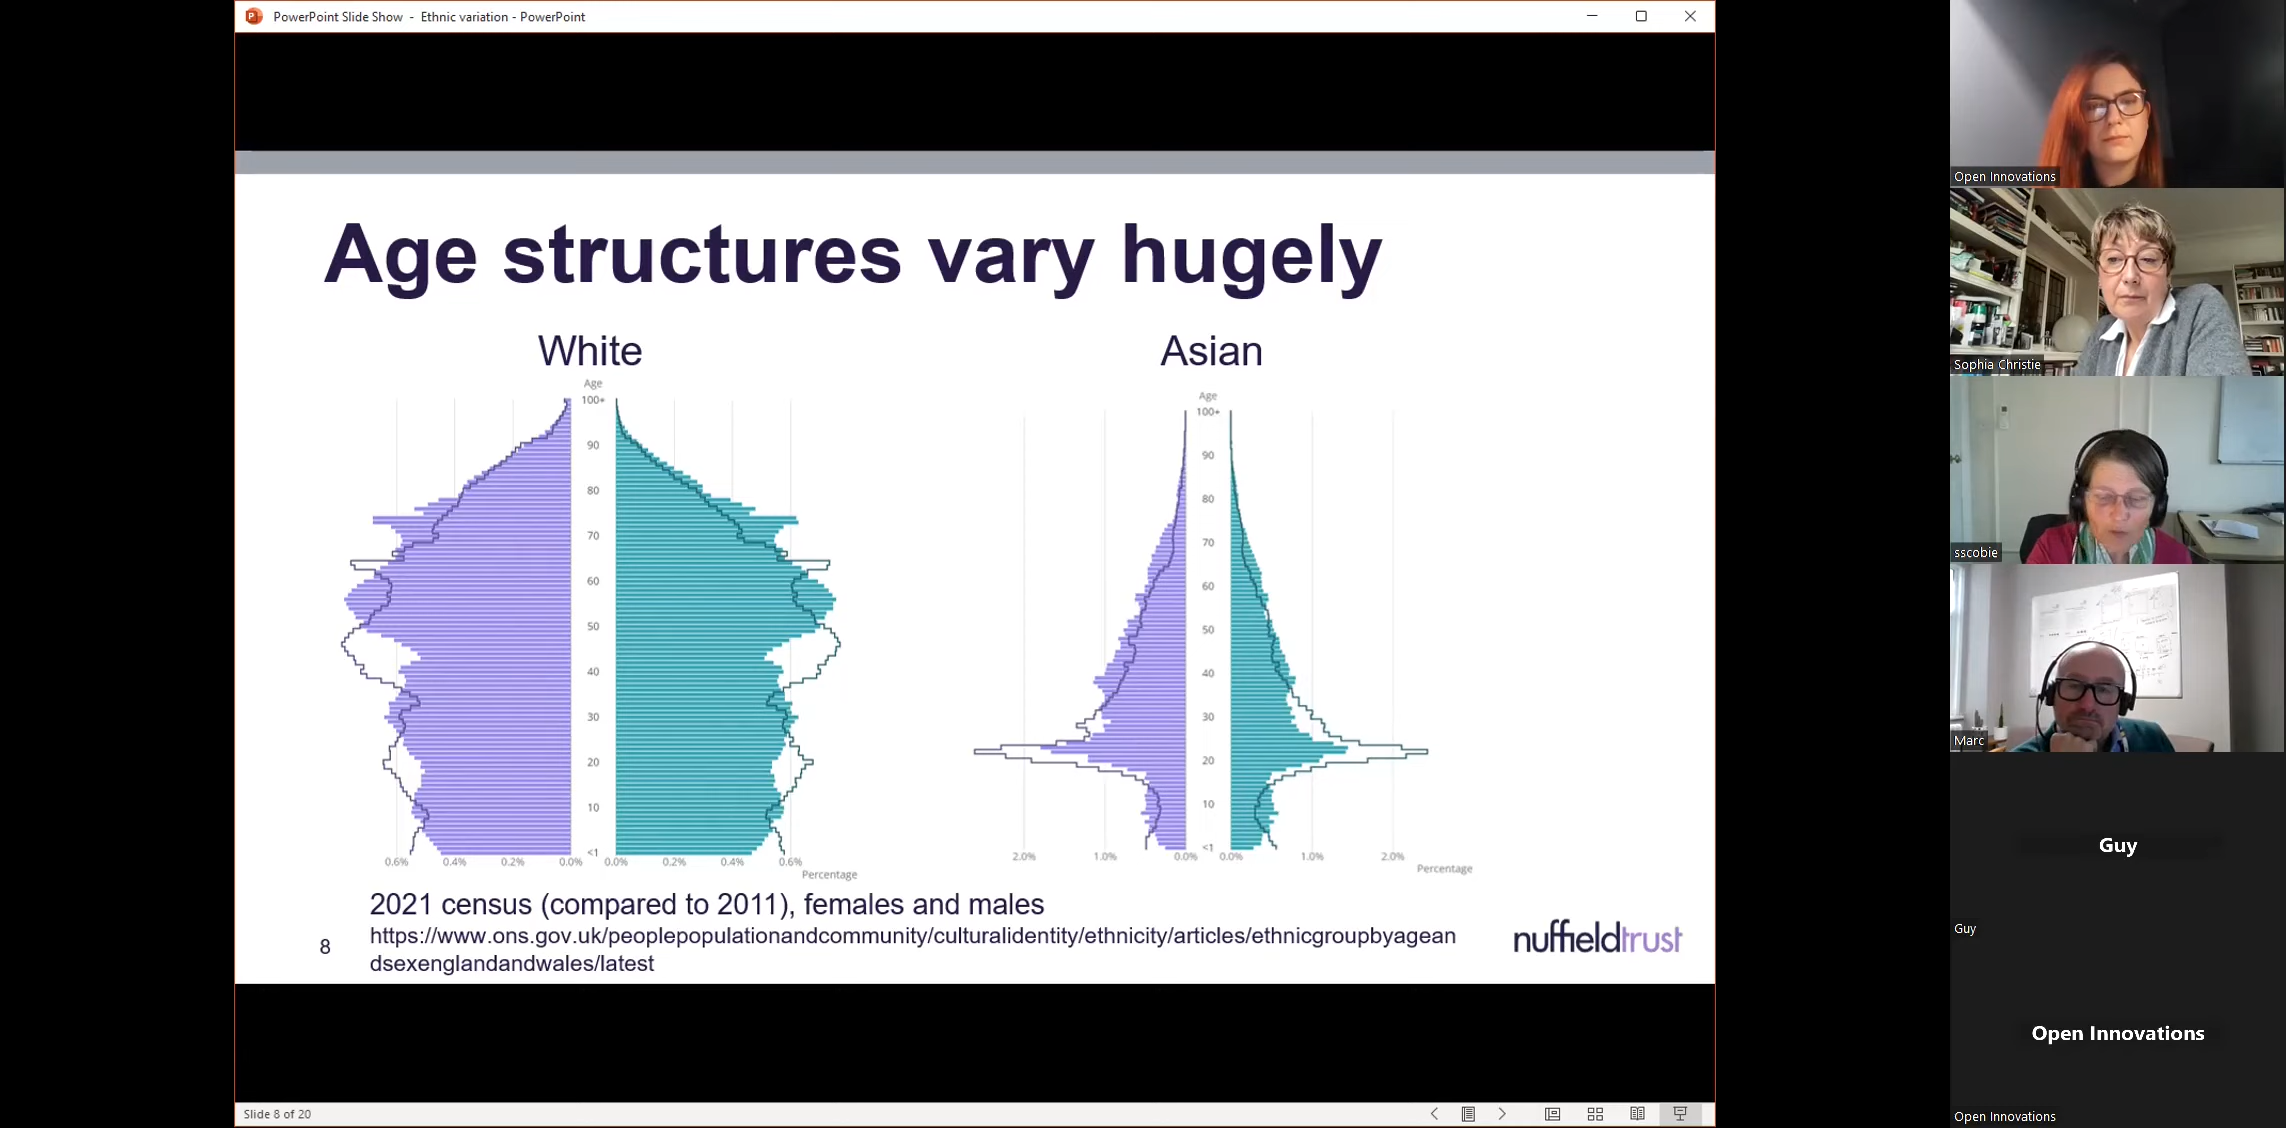 PowerPoint Slide Show - Ethnic variation - PowerPoint
Age structures vary hugely
White
Asian
Age
100+
90
80
70
60
50
40
30
20
10
<1
0.6%
0.4%
0.2%
0.0%
0.0%
0.2%
0.4%
0.6%
Percentage
Age
100+
90
80
70
60
50
40
30
20
10
<1
2.0%
1.0%
0.0%
0.0%
1.0%
2.0%
Percentage
2021 census (compared to 2011), females and males
https://www.ons.gov.uk/peoplepopulationandcommunity/culturalidentity/ethnicity/articles/ethnicgroupbyagean
dsexenglandandwales/latest
8
nuffieldtrust
Slide 8 of 20
Open Innovations
Sophia Christie
sscobie
Marc
Guy
Guy
Open Innovations
Open Innovations